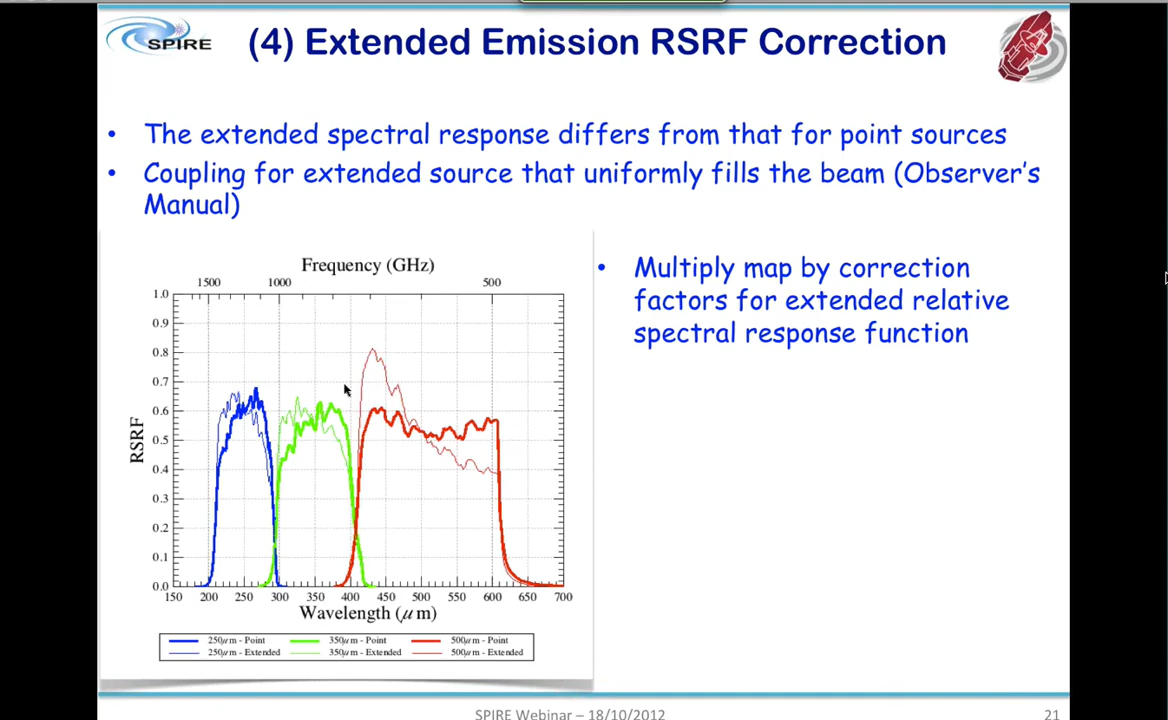 SPIRE
(4) Extended Emission RSRF Correction
• The extended spectral response differs from that for point sources
• Coupling for extended source that uniformly fills the beam (Observer's
Manual)
• Multiply map by correction
factors for extended relative
spectral response function
Frequency (GHz)
1500 1000 500
1.0
0.9
0.8
0.7
0.6
0.5
0.4
0.3
0.2
0.1
0.0
RSRF
150 200 250 300 350 400 450 500 550 600 650 700
Wavelength (μm)
250μm - Point 350μm - Point 500μm - Point
250μm - Extended 350μm - Extended 500μm - Extended
SPIRE Webinar – 18/10/2012
21